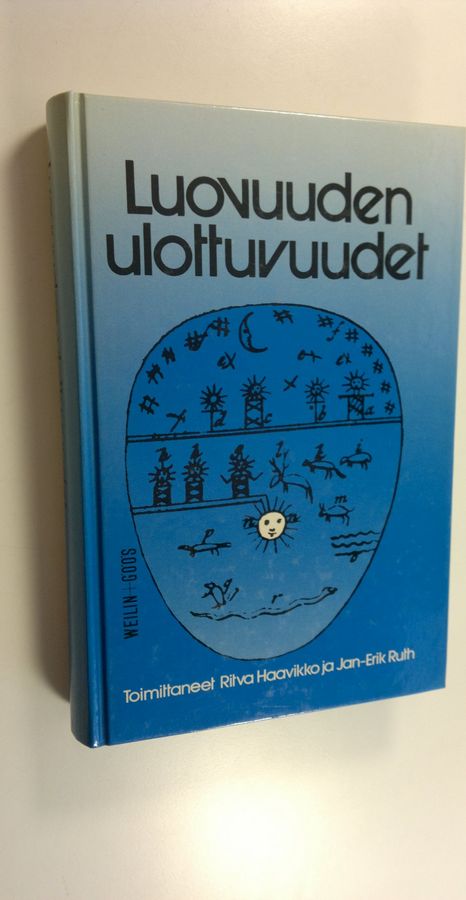 Luovuuden
ulottuvuudet
WEILIN+GÖÖS
Toimittaneet Ritva Haavikko ja Jan-Erik Ruth